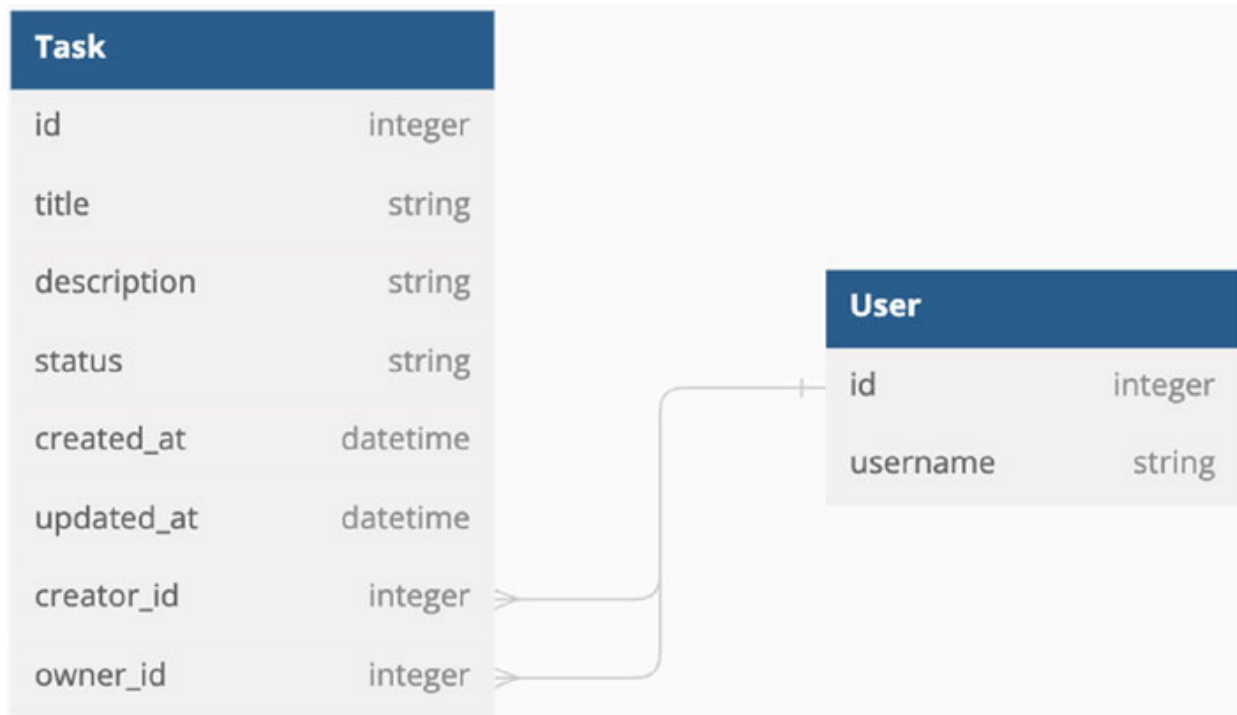 Task
id integer
title string
description string
status string
created_at datetime
updated_at datetime
creator_id integer
owner_id integer
User
id integer
username string